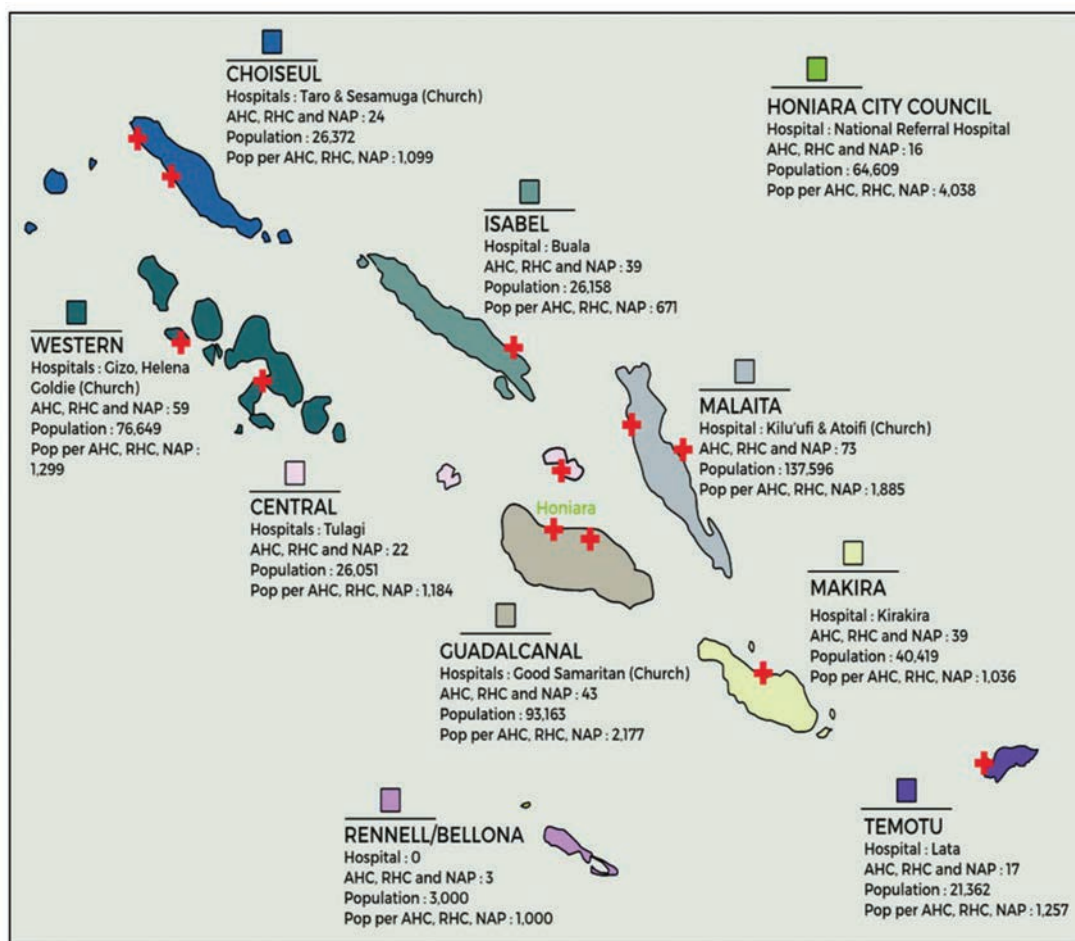 CHOISEUL
Hospitals : Taro & Sesamuga (Church)
AHC, RHC and NAP : 24
Population : 26,372
Pop per AHC, RHC, NAP : 1,099
HONIARA CITY COUNCIL
Hospital : National Referral Hospital
AHC, RHC and NAP : 16
Population : 64,609
Pop per AHC, RHC, NAP : 4,038
ISABEL
Hospital : Buala
AHC, RHC and NAP : 39
Population : 26,158
Pop per AHC, RHC, NAP : 671
WESTERN
Hospitals : Gizo, Helena
Goldie (Church)
AHC, RHC and NAP : 59
Population : 76,649
Pop per AHC, RHC, NAP :
1,299
MALAITA
Hospital : Kilu'ufi & Atoifi (Church)
AHC, RHC and NAP : 73
Population : 137,596
Pop per AHC, RHC, NAP : 1,885
CENTRAL
Hospitals : Tulagi
AHC, RHC and NAP : 22
Population : 26,051
Pop per AHC, RHC, NAP : 1,184
Honiara
MAKIRA
Hospital : Kirakira
AHC, RHC and NAP : 39
Population : 40,419
Pop per AHC, RHC, NAP : 1,036
GUADALCANAL
Hospitals : Good Samaritan (Church)
AHC, RHC and NAP : 43
Population : 93,163
Pop per AHC, RHC, NAP : 2,177
RENNELL/BELLONA
Hospital : 0
AHC, RHC and NAP : 3
Population : 3,000
Pop per AHC, RHC, NAP : 1,000
TEMOTU
Hospital : Lata
AHC, RHC and NAP : 17
Population : 21,362
Pop per AHC, RHC, NAP : 1,257